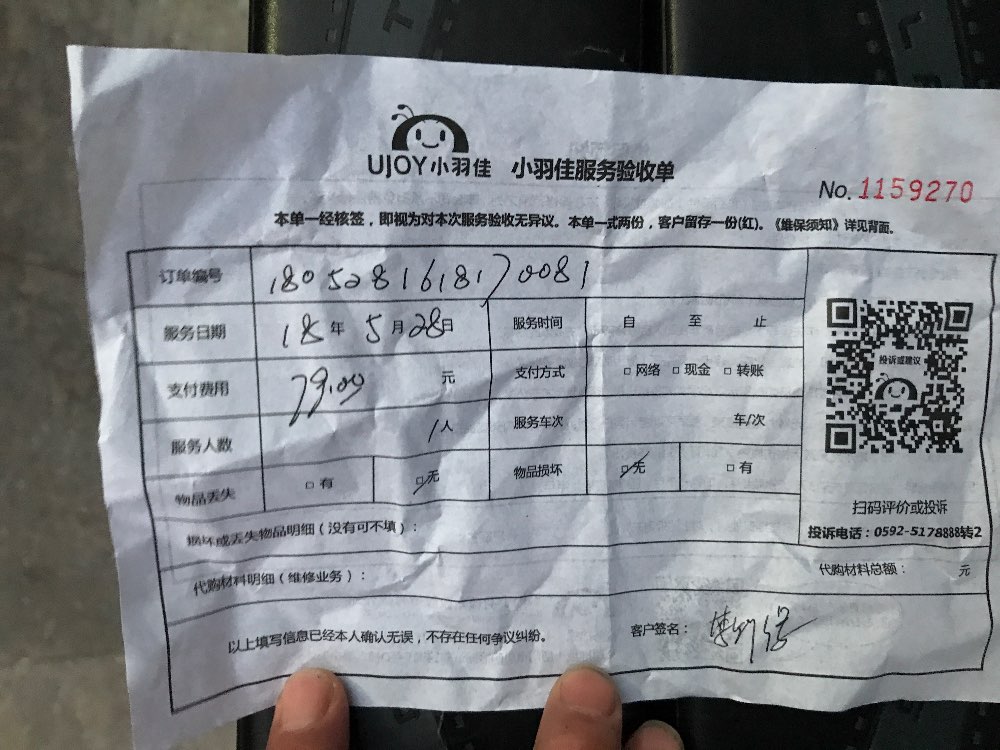 UJOY小羽佳 小羽佳服务验收单
No. 1159270
本单一经核签，即视为对本次服务验收无异议。本单一式两份，客户留存一份(红)。《维保须知》详见背面。
订单编号 180528161817 0081
服务日期 18年 5月28日 服务时间 自 至 止
支付费用 79.00 元 支付方式 □网络 □现金 □转账
服务人数 1人 服务车次 车/次
物品丢失 □有 □无 物品损坏 □无 □有
投诉或建议
扫码评价或投诉
投诉电话：0592-5178888转2
损坏或丢失物品明细（没有可不填）：
代购材料明细（维修业务）： 代购材料总额： 元
以上填写信息已经本人确认无误，不存在任何争议纠纷。 客户签名：